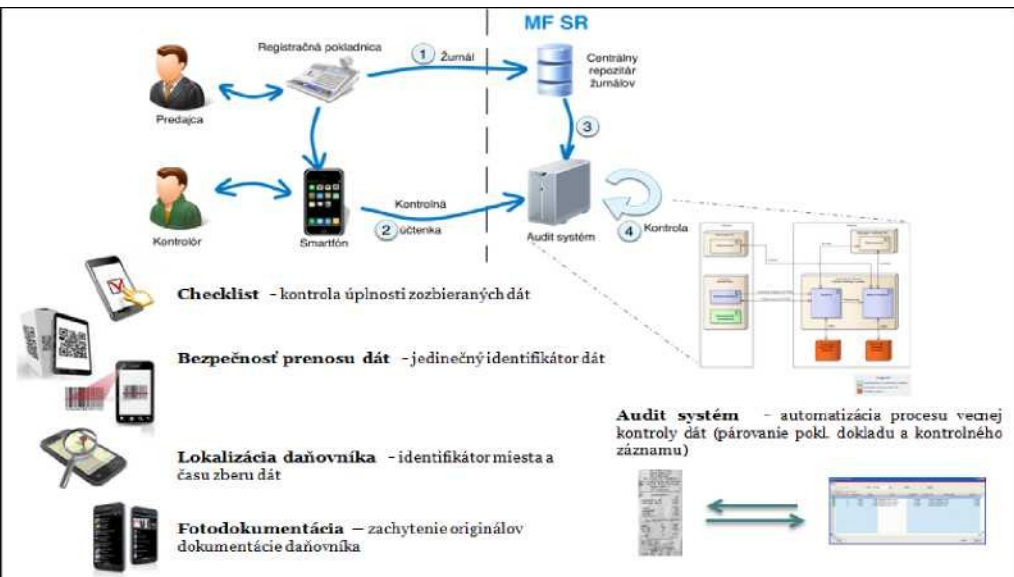 MF SR
Registračná pokladnica
1 Žurnál
Centrálny
repozitár
žurnálov
Predajca
3
Kontrolór
Smartfón
Kontrolná
2 účtenka
Audit systém
4 Kontrola
Checklist - kontrola úplnosti zozbieraných dát
Bezpečnosť prenosu dát - jedinečný identifikátor dát
Audit systém - automatizácia procesu vecnej
kontroly dát (párovanie pokl. dokladu a kontrolného
záznamu)
Lokalizácia daňovníka - identifikátor miesta a
času zberu dát
Fotodokumentácia — zachytenie originálov
dokumentácie daňovníka